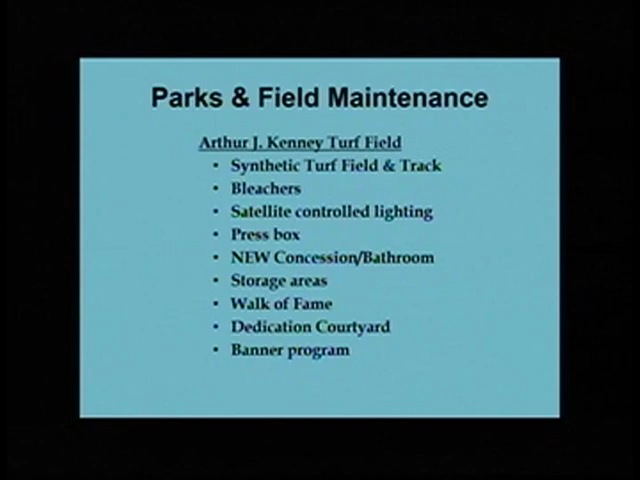 Parks & Field Maintenance
Arthur J. Kenney Turf Field
• Synthetic Turf Field & Track
• Bleachers
• Satellite controlled lighting
• Press box
• NEW Concession/Bathroom
• Storage areas
• Walk of Fame
• Dedication Courtyard
• Banner program